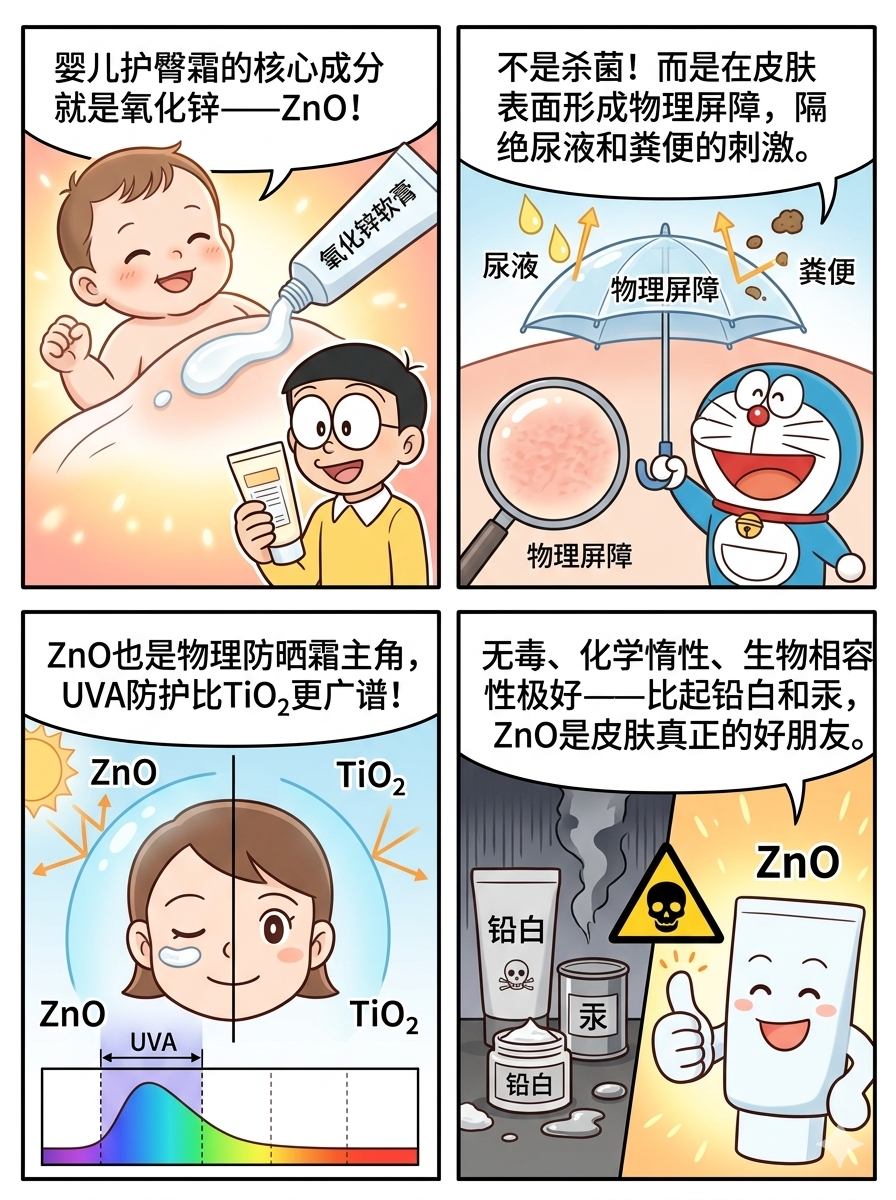 婴儿护臀霜的核心成分
就是氧化锌——ZnO！
氧化锌软膏
不是杀菌！而是在皮肤
表面形成物理屏障，隔
绝尿液和粪便的刺激。
尿液
物理屏障
粪便
物理屏障
ZnO也是物理防晒霜主角，
UVA防护比TiO₂更广谱！
ZnO
TiO₂
ZnO
TiO₂
UVA
无毒、化学惰性、生物相容
性极好——比起铅白和汞，
ZnO是皮肤真正的好朋友。
ZnO
铅白
汞
铅白